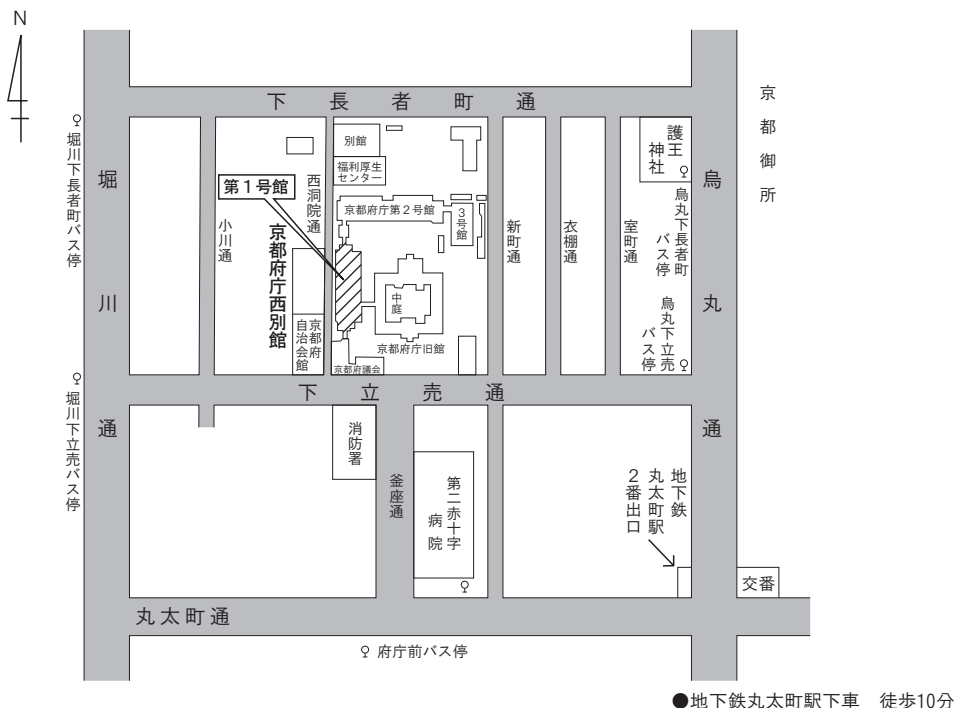 N
下長者町通
京都御所
堀川下長者町バス停
堀川通
小川通
西洞院通
別館
福利厚生
センター
第1号館
京都府庁第2号館
3号館
京都府庁西別館
京都府
自治会館
中庭
京都府庁旧館
京都府議会
新町通
衣棚通
室町通
護王
神社
烏丸下長者町
バス停
烏丸下立売
バス停
烏丸通
下立売通
堀川下立売バス停
消防署
釜座通
第二赤十字
病院
地下鉄
丸太町駅
2番出口
交番
丸太町通
府庁前バス停
●地下鉄丸太町駅下車 徒歩10分